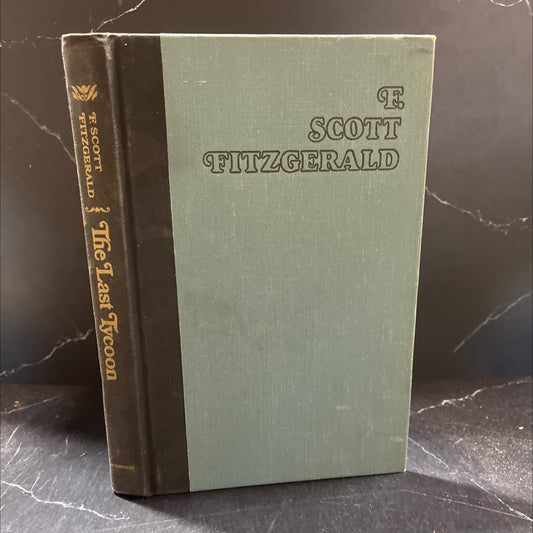 F.
SCOTT
FITZGERALD
F. SCOTT
FITZGERALD
The Last Tycoon